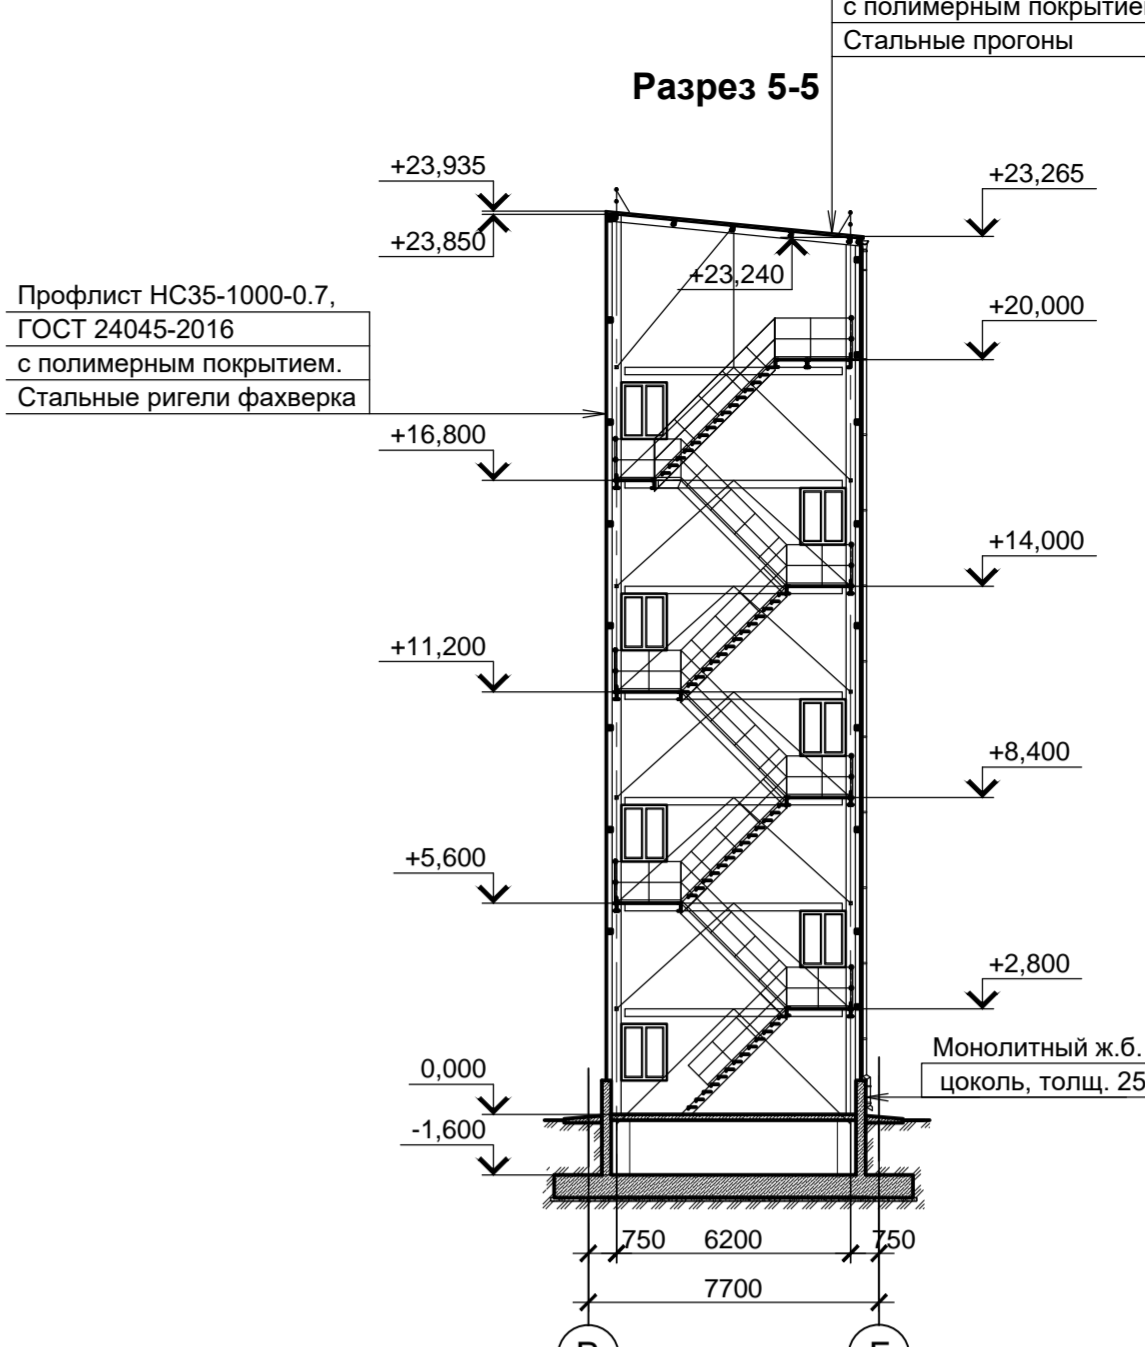 с полимерным покрытием
Стальные прогоны
Разрез 5-5
+23,935
+23,265
+23,850
+23,240
Профлист НС35-1000-0.7,
ГОСТ 24045-2016
с полимерным покрытием.
Стальные ригели фахверка
+20,000
+16,800
+14,000
+11,200
+8,400
+5,600
+2,800
Монолитный ж.б.
цоколь, толщ. 25
0,000
-1,600
750 6200 750
7700